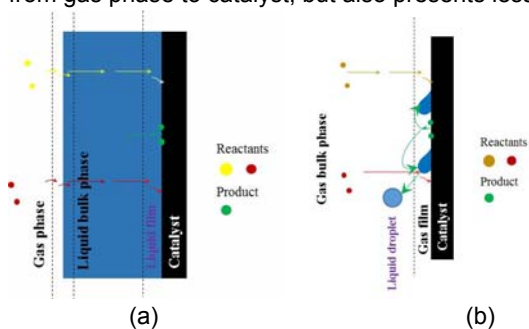 from gas phase to catalyst, but also presents less
Gas phase
Liquid bulk phase
Liquid film
Catalyst
Reactants
Product
(a)
Gas bulk phase
Liquid droplet
Gas film
Catalyst
Reactants
Product
(b)